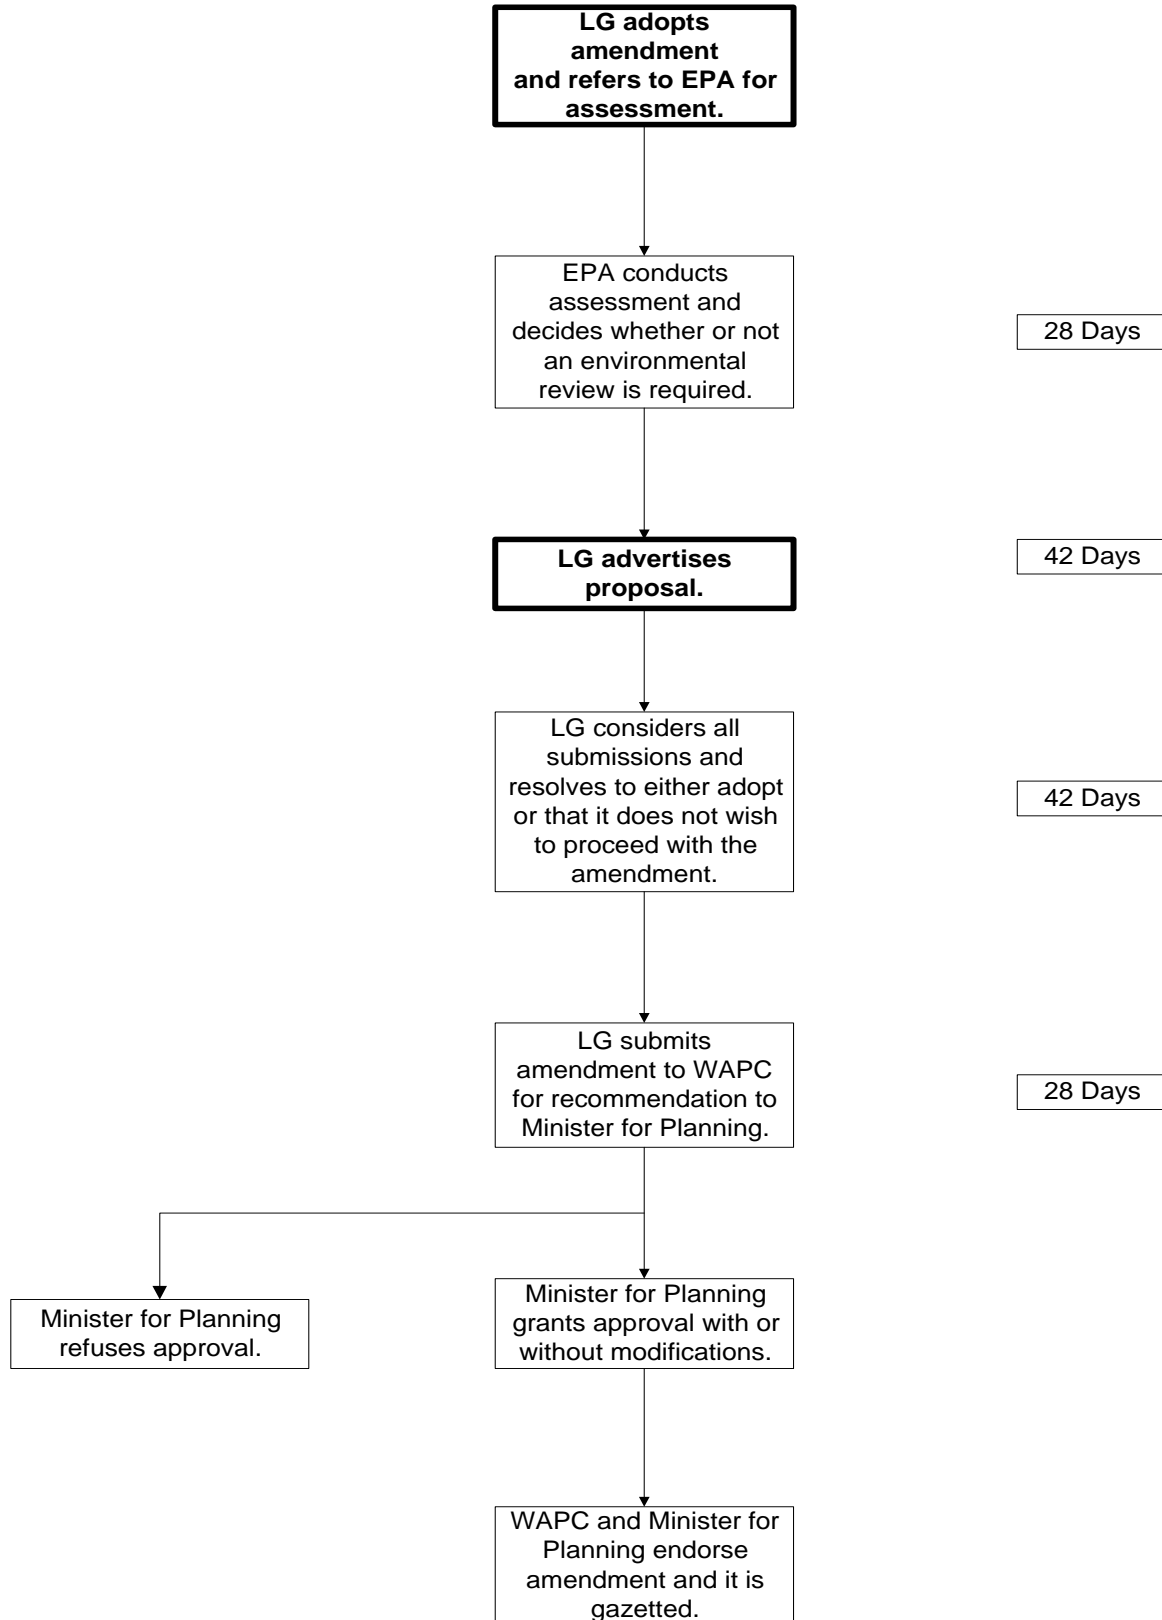 LG adopts
amendment
and refers to EPA for
assessment.
EPA conducts
assessment and
decides whether or not
an environmental
review is required.
28 Days
LG advertises
proposal.
42 Days
LG considers all
submissions and
resolves to either adopt
or that it does not wish
to proceed with the
amendment.
42 Days
LG submits
amendment to WAPC
for recommendation to
Minister for Planning.
28 Days
Minister for Planning
refuses approval.
Minister for Planning
grants approval with or
without modifications.
WAPC and Minister for
Planning endorse
amendment and it is
gazetted.